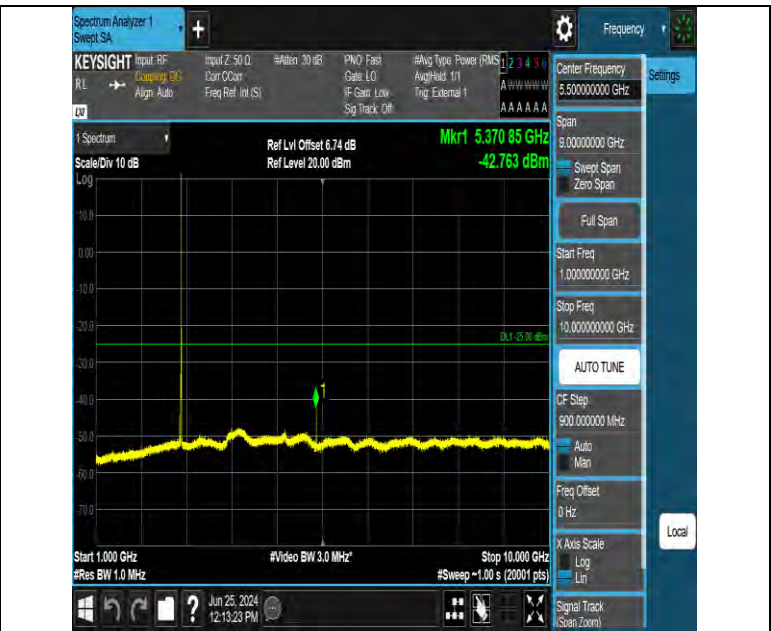 Spectrum Analyzer 1
Swept SA
+
Frequency
KEYSIGHT
RL
Input: RF
Coupling: DC
Align: Auto
Input Z: 50 Ω
Corr CCorr
Freq Ref: Int (S)
#Atten: 30 dB
PNO: Fast
Gate: LO
IF Gain: Low
Sig Track: Off
#Avg Type: Power (RMS
Avg|Hold: 1/1
Trig: External 1
1 2 3 4 5 6
A W W W W W
A A A A A A
Center Frequency
5.500000000 GHz
Settings
1 Spectrum
Scale/Div 10 dB
Log
Ref Lvl Offset 6.74 dB
Ref Level 20.00 dBm
Mkr1 5.370 85 GHz
-42.763 dBm
Span
9.00000000 GHz
Swept Span
Zero Span
Full Span
Start Freq
1.000000000 GHz
Stop Freq
10.000000000 GHz
AUTO TUNE
CF Step
900.000000 MHz
Auto
Man
Freq Offset
0 Hz
X Axis Scale
Log
Lin
Local
Signal Track
(Span Zoom)
10.0
0.00
-10.0
-20.0
DL1 -25.00 dBm
-30.0
1
-40.0
-50.0
-60.0
-70.0
Start 1.000 GHz
#Res BW 1.0 MHz
#Video BW 3.0 MHz*
Stop 10.000 GHz
#Sweep ~1.00 s (20001 pts)
?
Jun 25, 2024
12:13:23 PM